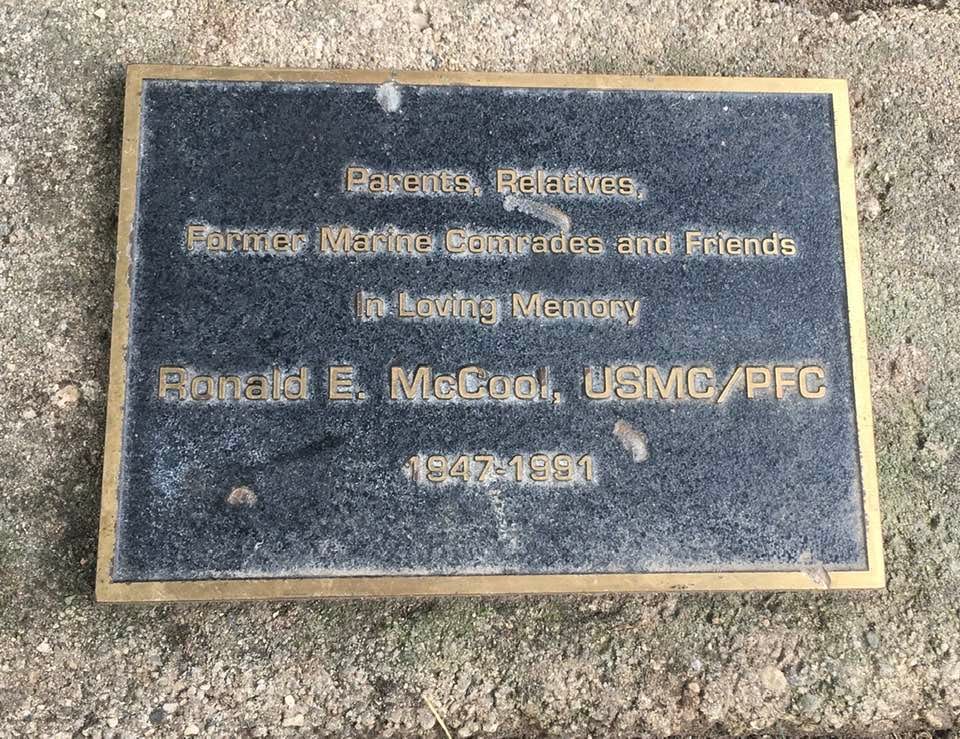 Parents, Relatives,
Former Marine Comrades and Friends
In Loving Memory
Ronald E. McCool, USMC/PFC
1947-1991